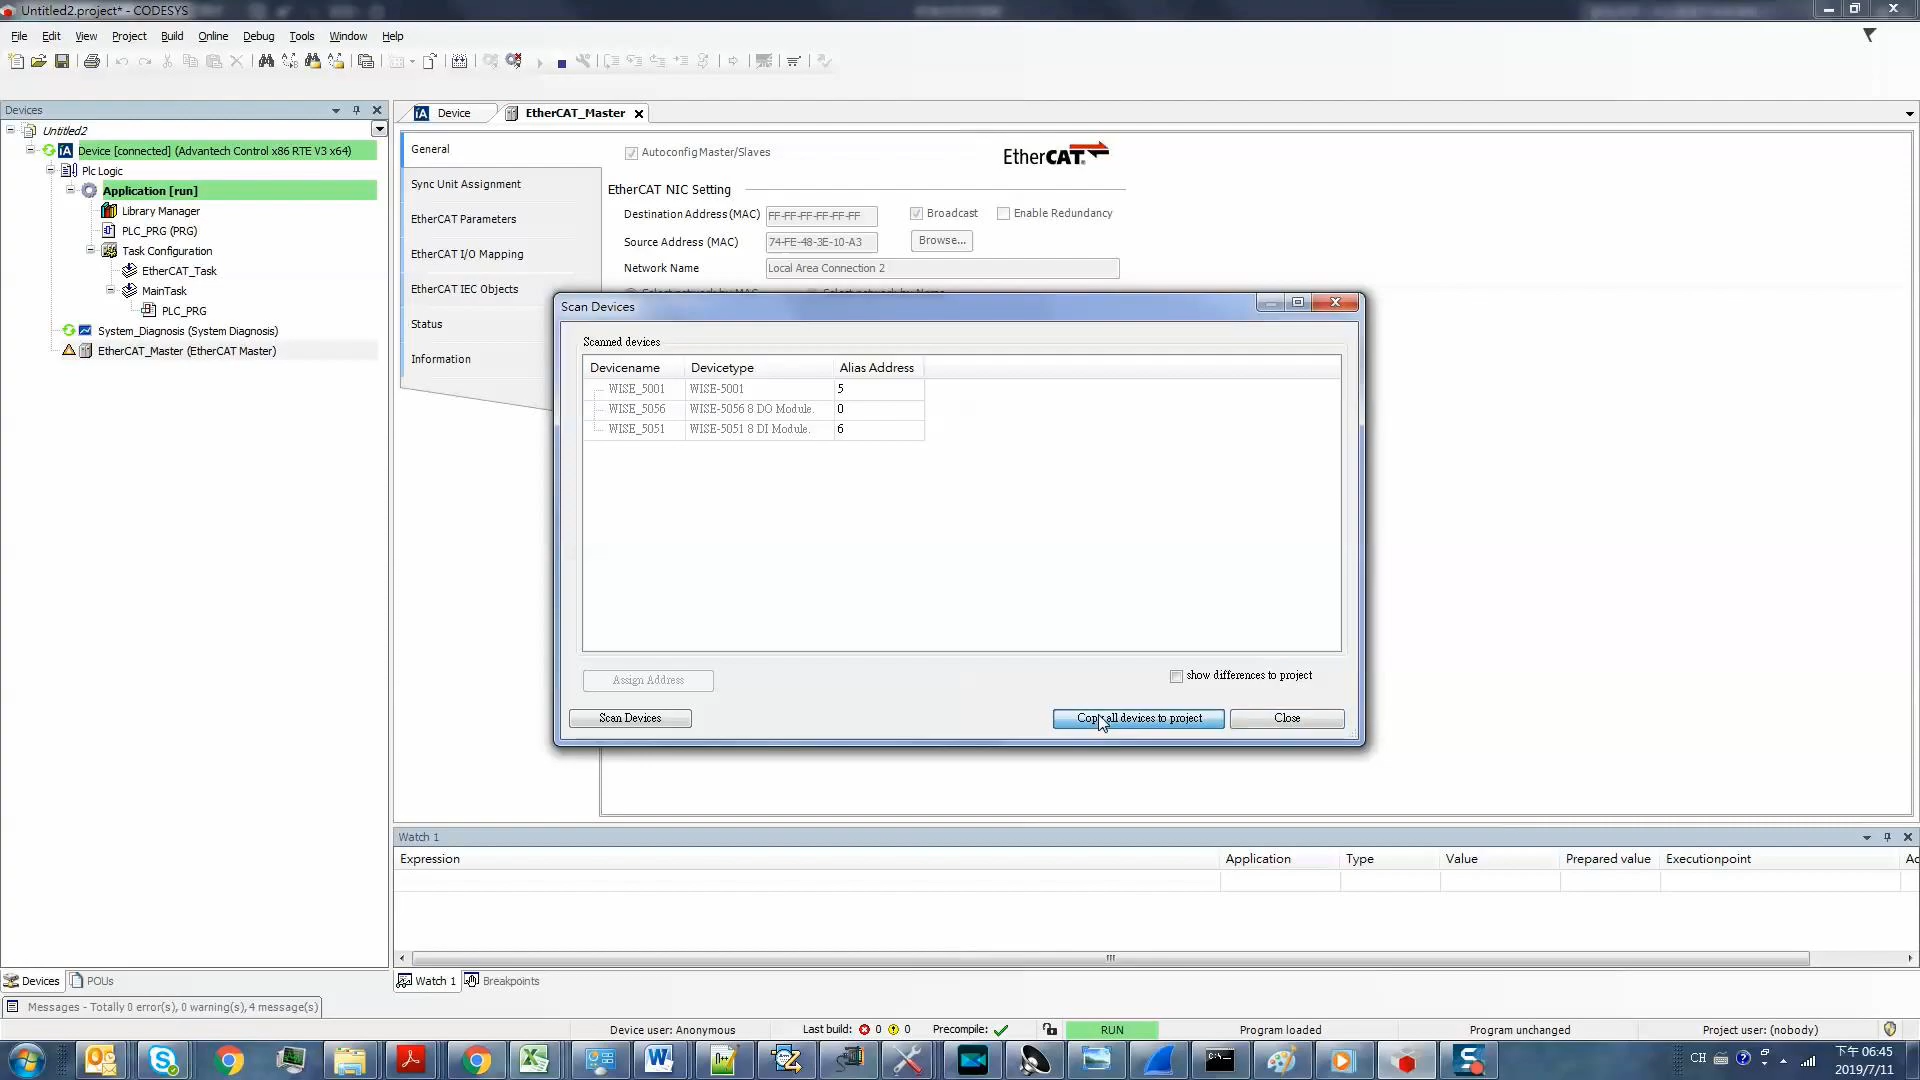 Untitled2.project* - CODESYS
File Edit View Project Build Online Debug Tools Window Help
Devices
Untitled2
Device [connected] (Advantech Control x86 RTE V3 x64)
Plc Logic
Application [run]
Library Manager
PLC_PRG (PRG)
Task Configuration
EtherCAT_Task
MainTask
PLC_PRG
System_Diagnosis (System Diagnosis)
EtherCAT_Master (EtherCAT Master)
Device EtherCAT_Master
General
Sync Unit Assignment
EtherCAT Parameters
EtherCAT I/O Mapping
EtherCAT IEC Objects
Status
Information
Autoconfig Master/Slaves
EtherCAT
EtherCAT NIC Setting
Destination Address (MAC) FF-FF-FF-FF-FF-FF Broadcast Enable Redundancy
Source Address (MAC) 74-FE-48-3E-10-A3 Browse...
Network Name Local Area Connection 2
Scan Devices
Scanned devices
Devicename Devicetype Alias Address
WISE_5001 WISE-5001 5
WISE_5056 WISE-5056 8 DO Module. 0
WISE_5051 WISE-5051 8 DI Module. 6
Assign Address
show differences to project
Scan Devices
Copy all devices to project
Close
Watch 1
Expression Application Type Value Prepared value Executionpoint
Devices POUs
Watch 1 Breakpoints
Messages - Totally 0 error(s), 0 warning(s), 4 message(s)
Device user: Anonymous Last build: 0 0 Precompile: RUN Program loaded Program unchanged Project user: (nobody)
CH
下午 06:45
2019/7/11